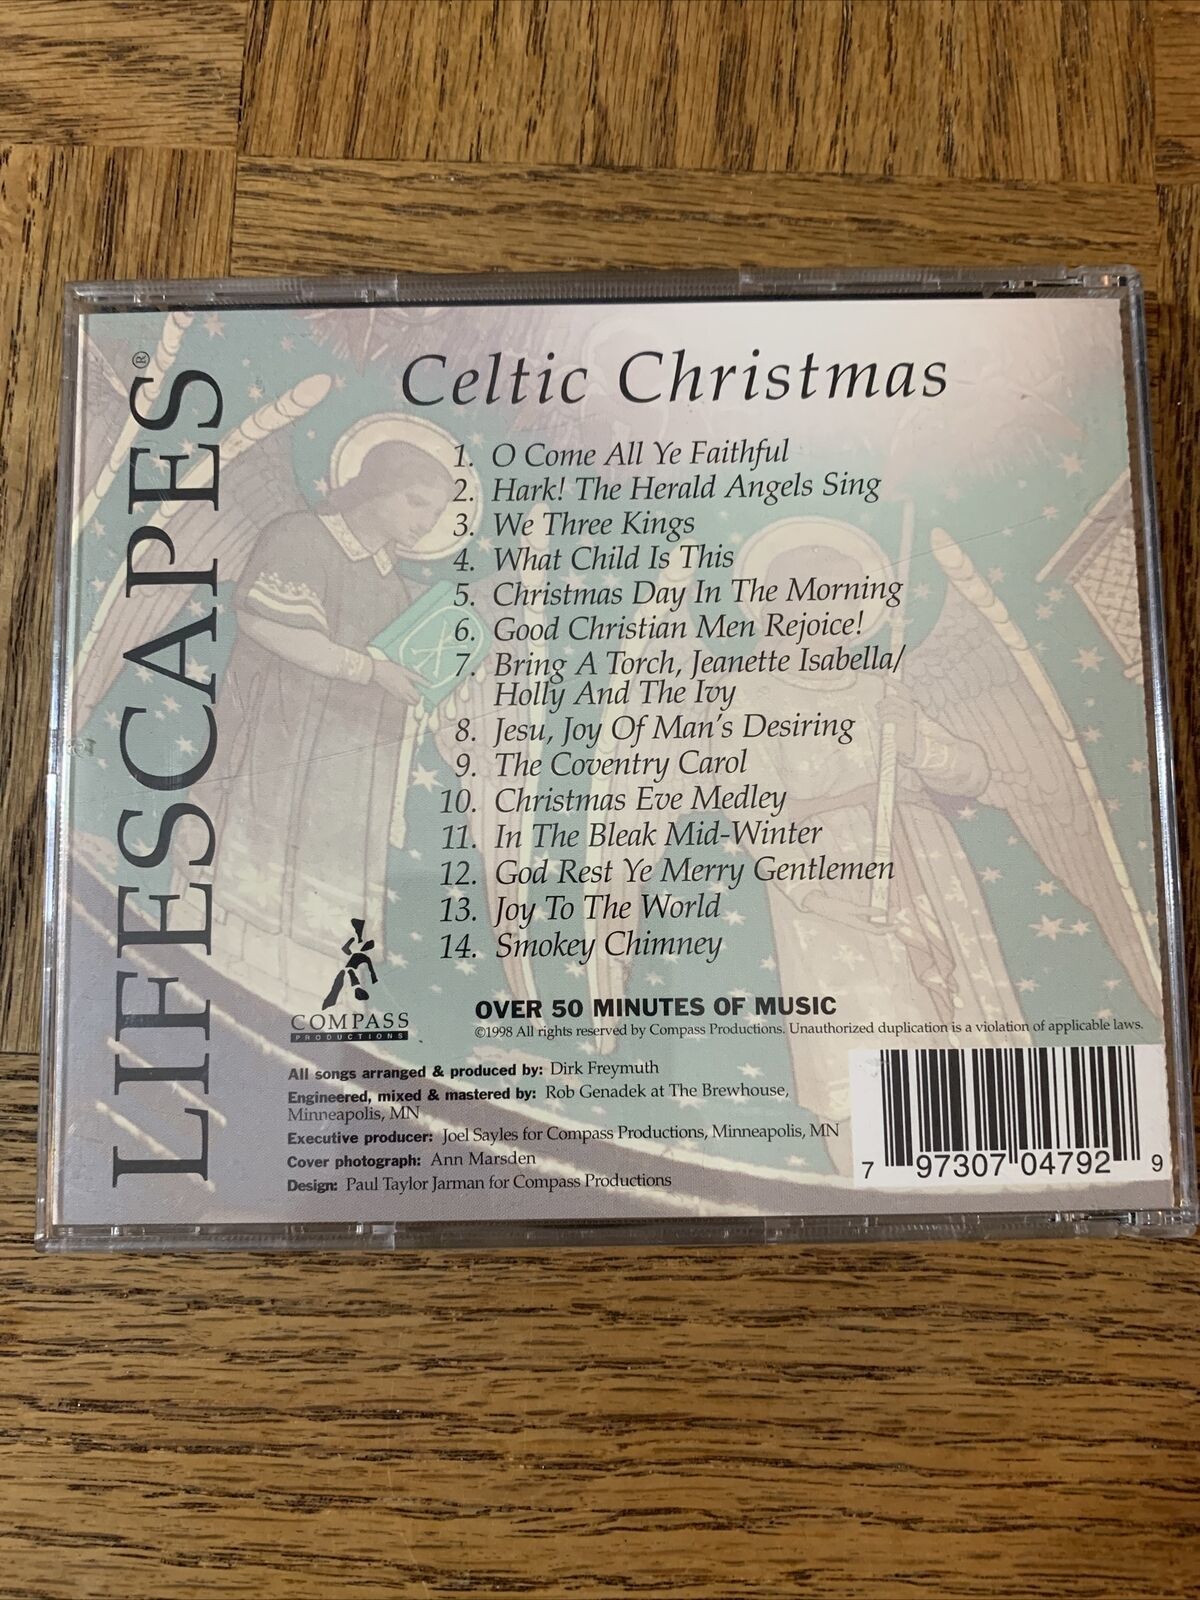 LIFESCAPES®
Celtic Christmas
1. O Come All Ye Faithful
2. Hark! The Herald Angels Sing
3. We Three Kings
4. What Child Is This
5. Christmas Day In The Morning
6. Good Christian Men Rejoice!
7. Bring A Torch, Jeanette Isabella/
Holly And The Ivy
8. Jesu, Joy Of Man's Desiring
9. The Coventry Carol
10. Christmas Eve Medley
11. In The Bleak Mid-Winter
12. God Rest Ye Merry Gentlemen
13. Joy To The World
14. Smokey Chimney
COMPASS
PRODUCTIONS
OVER 50 MINUTES OF MUSIC
©1998 All rights reserved by Compass Productions. Unauthorized duplication is a violation of applicable laws.
All songs arranged & produced by: Dirk Freymuth
Engineered, mixed & mastered by: Rob Genadek at The Brewhouse,
Minneapolis, MN
Executive producer: Joel Sayles for Compass Productions, Minneapolis, MN
Cover photograph: Ann Marsden
Design: Paul Taylor Jarman for Compass Productions
7 97307 04792 9